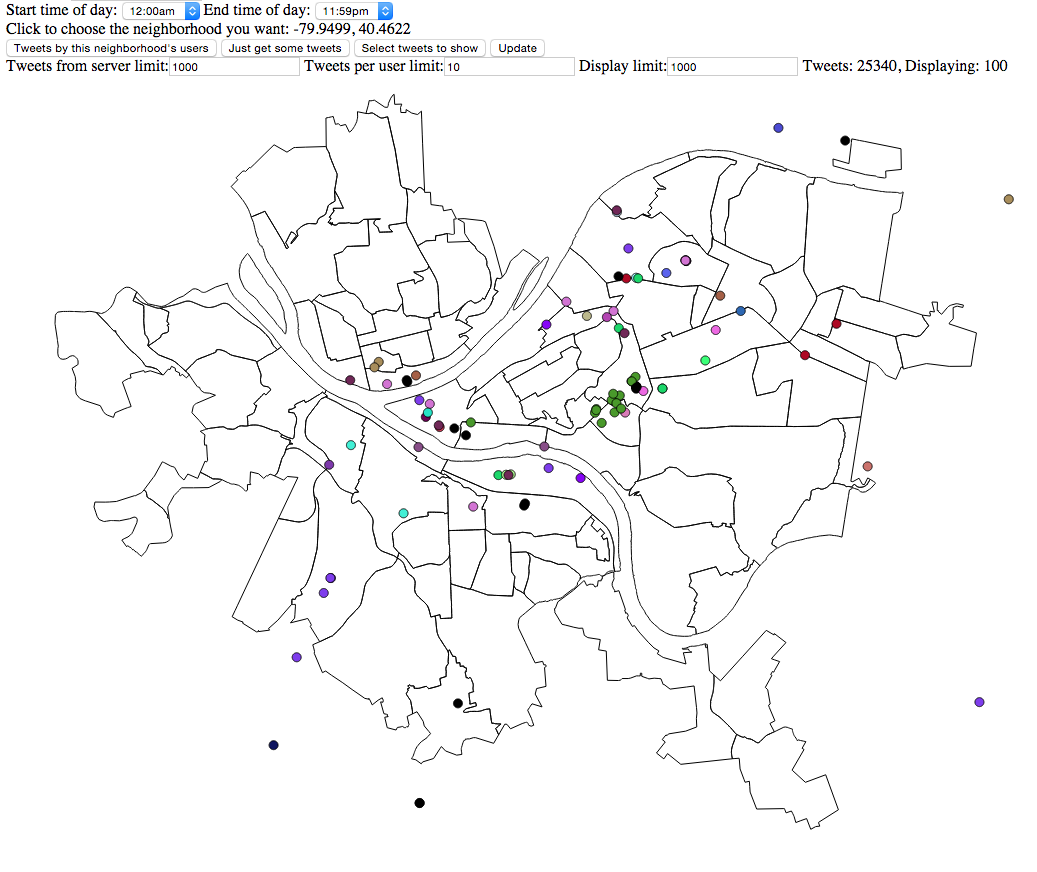 Start time of day: 12:00am End time of day: 11:59pm
Click to choose the neighborhood you want: -79.9499, 40.4622
Tweets by this neighborhood's users Just get some tweets Select tweets to show Update
Tweets from server limit: 1000 Tweets per user limit: 10 Display limit: 1000 Tweets: 25340, Displaying: 100